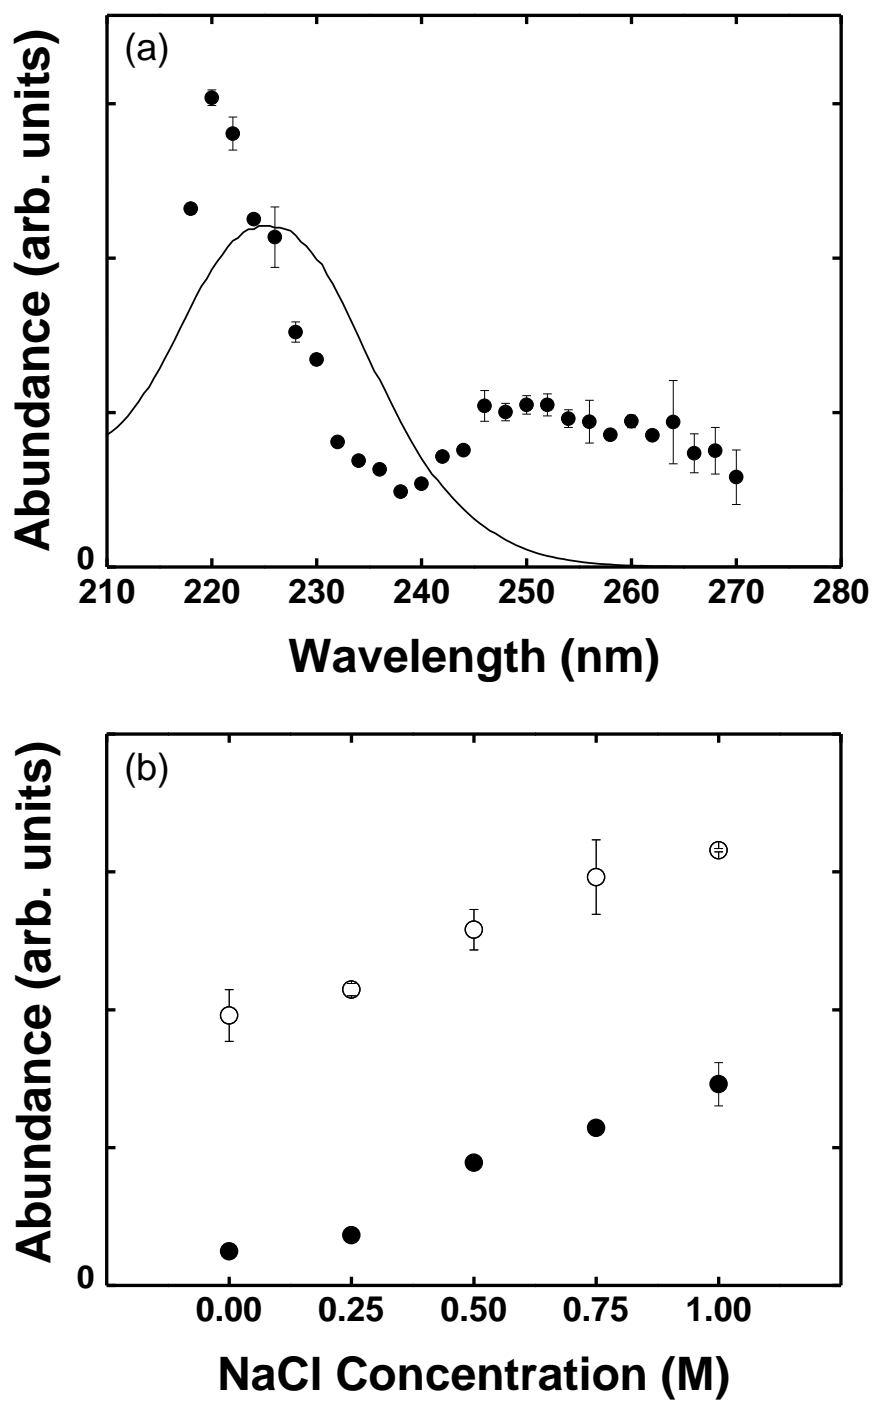 (a)
Abundance (arb. units)
0
210 220 230 240 250 260 270 280
Wavelength (nm)
(b)
Abundance (arb. units)
0
0.00 0.25 0.50 0.75 1.00
NaCl Concentration (M)